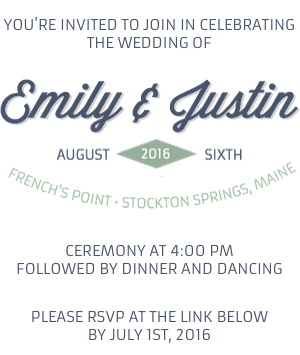 YOU'RE INVITED TO JOIN IN CELEBRATING
THE WEDDING OF
Emily & Justin
AUGUST 2016 SIXTH
FRENCH'S POINT • STOCKTON SPRINGS, MAINE
CEREMONY AT 4:00 PM
FOLLOWED BY DINNER AND DANCING
PLEASE RSVP AT THE LINK BELOW
BY JULY 1ST, 2016